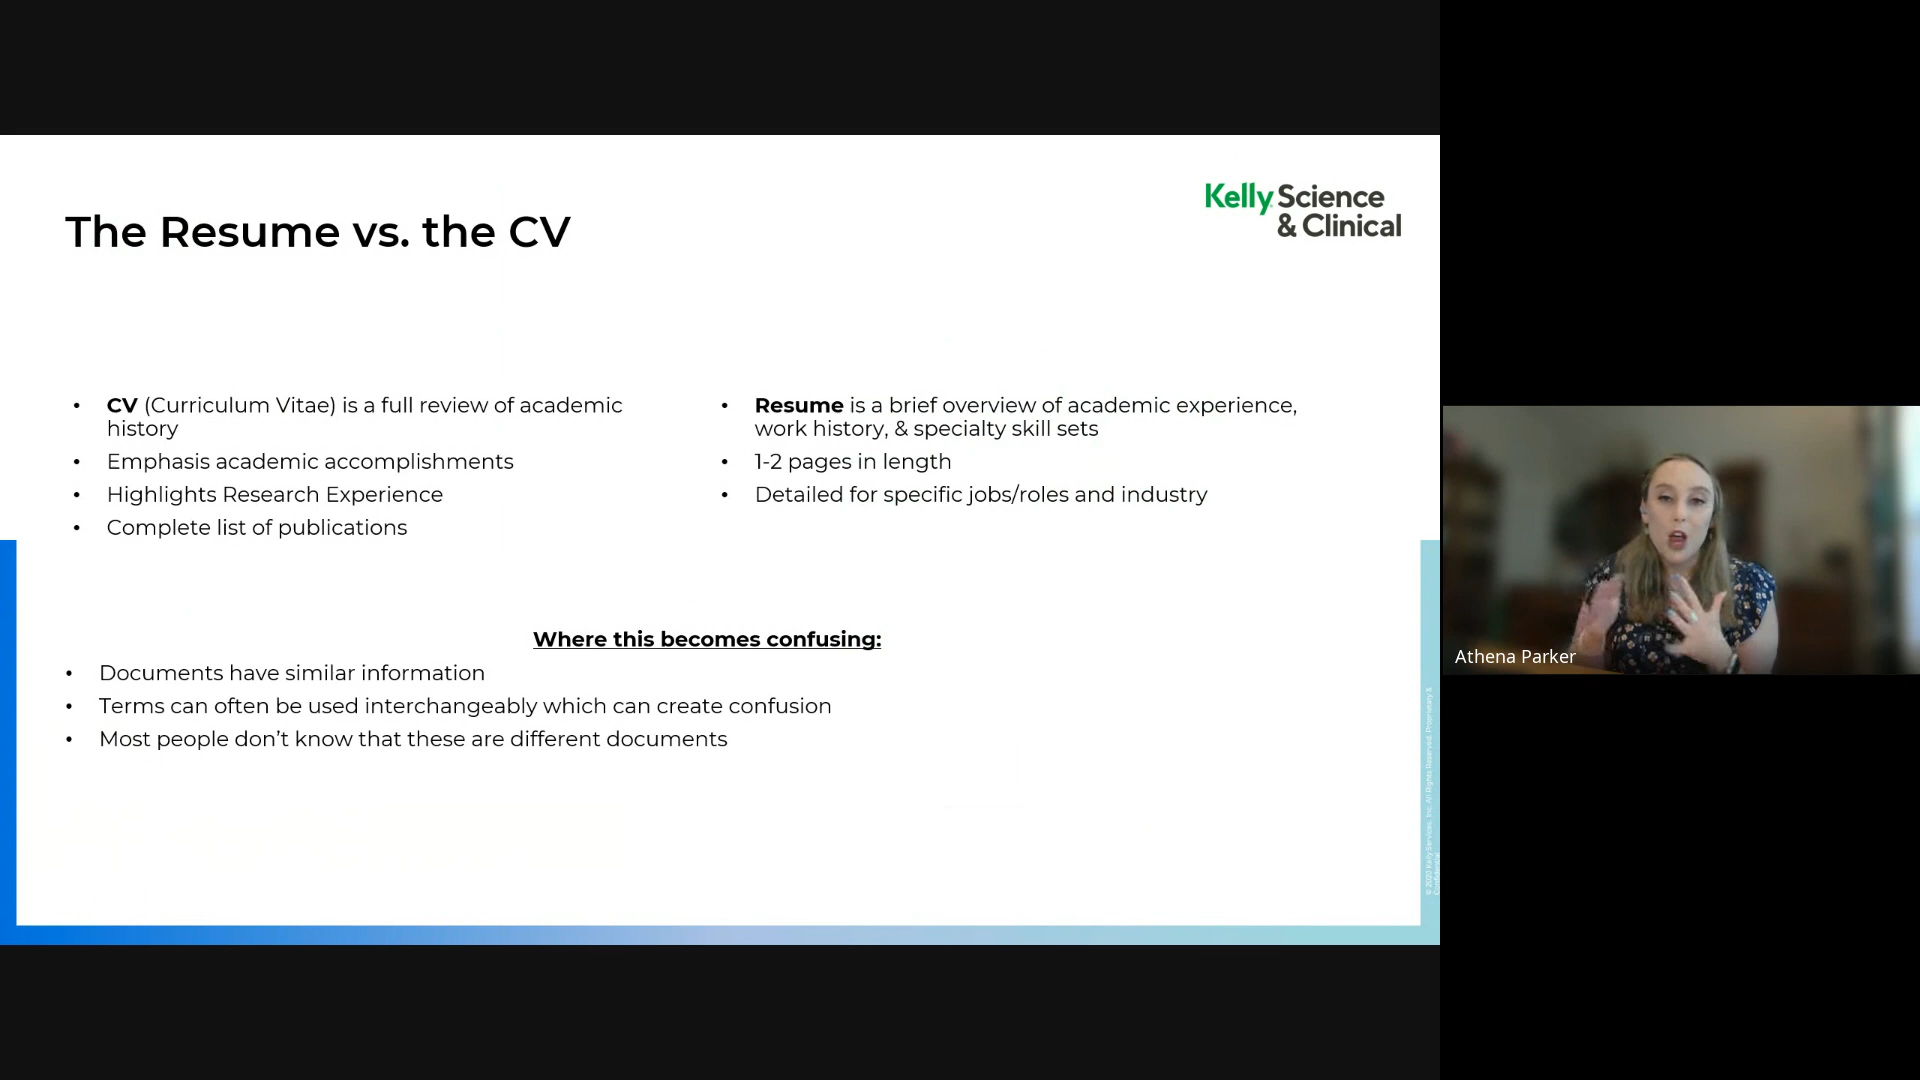 The Resume vs. the CV
Kelly Science
& Clinical
• CV (Curriculum Vitae) is a full review of academic
history
• Emphasis academic accomplishments
• Highlights Research Experience
• Complete list of publications
• Resume is a brief overview of academic experience,
work history, & specialty skill sets
• 1-2 pages in length
• Detailed for specific jobs/roles and industry
Where this becomes confusing:
• Documents have similar information
• Terms can often be used interchangeably which can create confusion
• Most people don’t know that these are different documents
Athena Parker